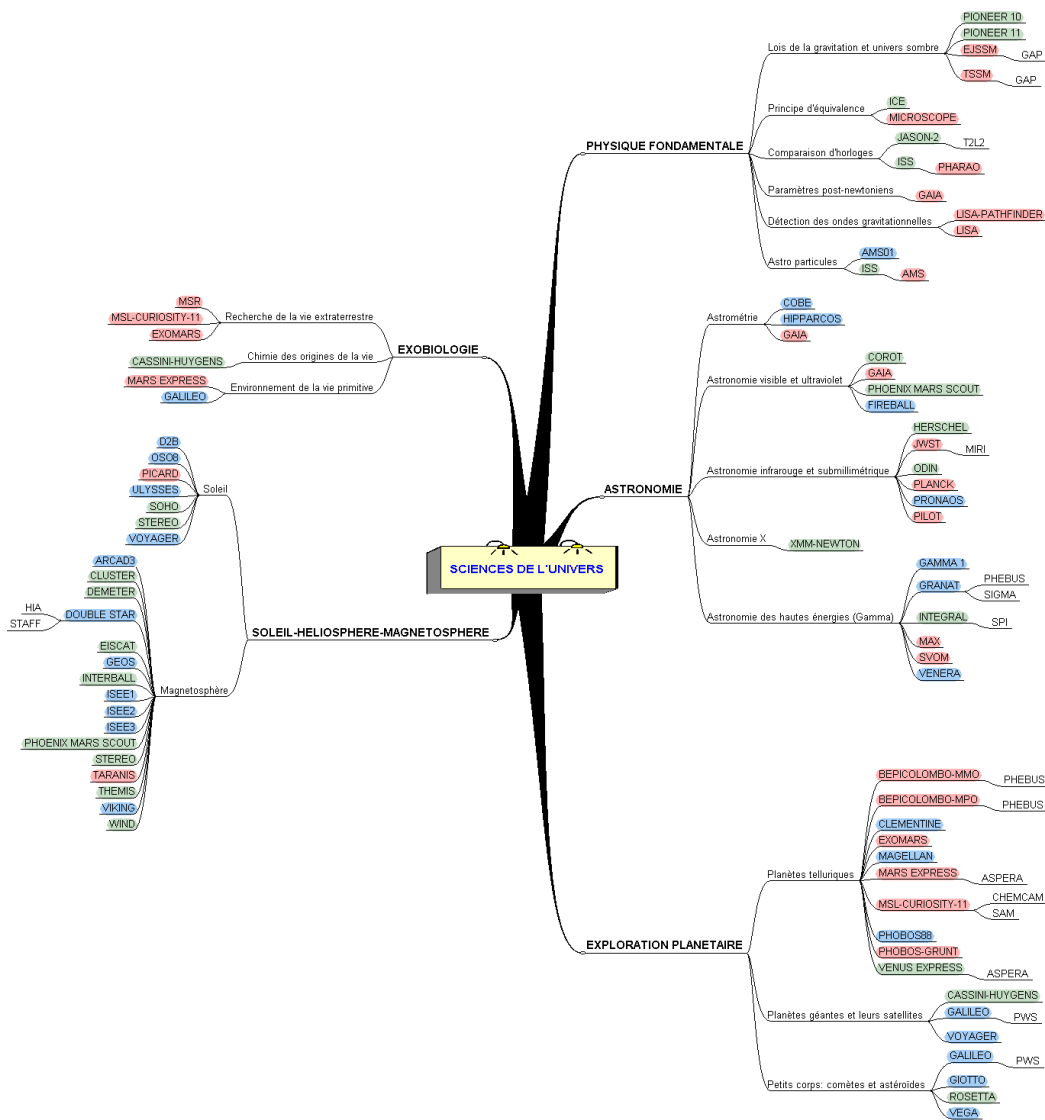 SCIENCES DE L'UNIVERS
PHYSIQUE FONDAMENTALE
Lois de la gravitation et univers sombre
PIONEER 10
PIONEER 11
EJSSM
GAP
TSSM
GAP
Principe d'équivalence
ICE
MICROSCOPE
Comparaison d'horloges
JASON-2
T2L2
ISS
PHARAO
Paramètres post-newtoniens
GAIA
Détection des ondes gravitationnelles
LISA-PATHFINDER
LISA
Astro particules
AMS01
ISS
AMS
ASTRONOMIE
Astrométrie
COBE
HIPPARCOS
GAIA
Astronomie visible et ultraviolet
COROT
GAIA
PHOENIX MARS SCOUT
FIREBALL
Astronomie infrarouge et submillimétrique
HERSCHEL
JWST
MIRI
ODIN
PLANCK
PRONAOS
PILOT
Astronomie X
XMM-NEWTON
Astronomie des hautes énergies (Gamma)
GAMMA 1
GRANAT
PHEBUS
SIGMA
INTEGRAL
SPI
MAX
SVOM
VENERA
EXPLORATION PLANETAIRE
Planètes telluriques
BEPICOLOMBO-MMO
PHEBUS
BEPICOLOMBO-MPO
PHEBUS
CLEMENTINE
EXOMARS
MAGELLAN
MARS EXPRESS
ASPERA
MSL-CURIOSITY-11
CHEMCAM
SAM
PHOBOS88
PHOBOS-GRUNT
VENUS EXPRESS
ASPERA
Planètes géantes et leurs satellites
CASSINI-HUYGENS
GALILEO
PWS
VOYAGER
Petits corps: comètes et astéroïdes
GALILEO
PWS
GIOTTO
ROSETTA
VEGA
EXOBIOLOGIE
Recherche de la vie extraterrestre
MSR
MSL-CURIOSITY-11
EXOMARS
Chimie des origines de la vie
CASSINI-HUYGENS
Environnement de la vie primitive
MARS EXPRESS
GALILEO
SOLEIL-HELIOSPHERE-MAGNETOSPHERE
Soleil
D2B
OSO8
PICARD
ULYSSES
SOHO
STEREO
VOYAGER
Magnetosphère
ARCAD3
CLUSTER
DEMETER
DOUBLE STAR
HIA
STAFF
EISCAT
GEOS
INTERBALL
ISEE1
ISEE2
ISEE3
PHOENIX MARS SCOUT
STEREO
TARANIS
THEMIS
VIKING
WIND